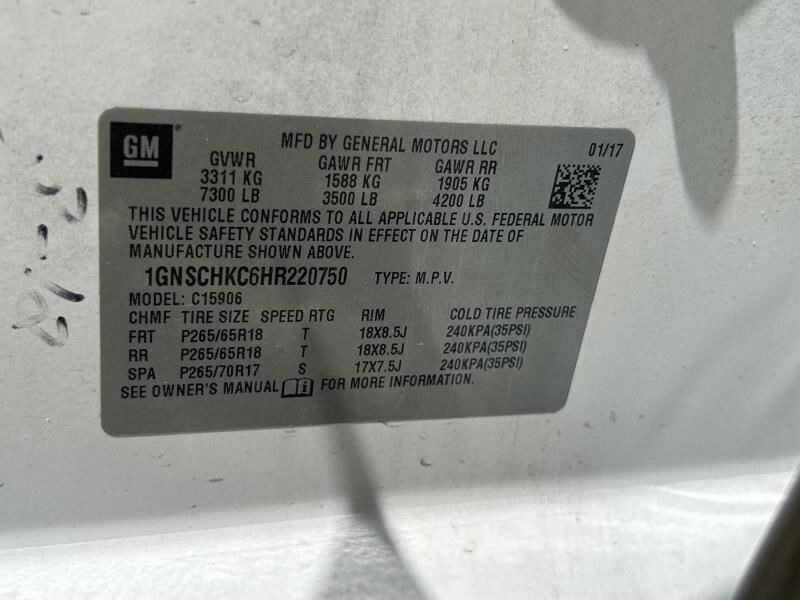 GM
MFD BY GENERAL MOTORS LLC 01/17
GVWR GAWR FRT GAWR RR
3311 KG 1588 KG 1905 KG
7300 LB 3500 LB 4200 LB
THIS VEHICLE CONFORMS TO ALL APPLICABLE U.S. FEDERAL MOTOR
VEHICLE SAFETY STANDARDS IN EFFECT ON THE DATE OF
MANUFACTURE SHOWN ABOVE.
1GNSCHKC6HR220750 TYPE: M.P.V.
MODEL: C15906
CHMF TIRE SIZE SPEED RTG RIM COLD TIRE PRESSURE
FRT P265/65R18 T 18X8.5J 240KPA(35PSI)
RR P265/65R18 T 18X8.5J 240KPA(35PSI)
SPA P265/70R17 S 17X7.5J 240KPA(35PSI)
SEE OWNER'S MANUAL FOR MORE INFORMATION.